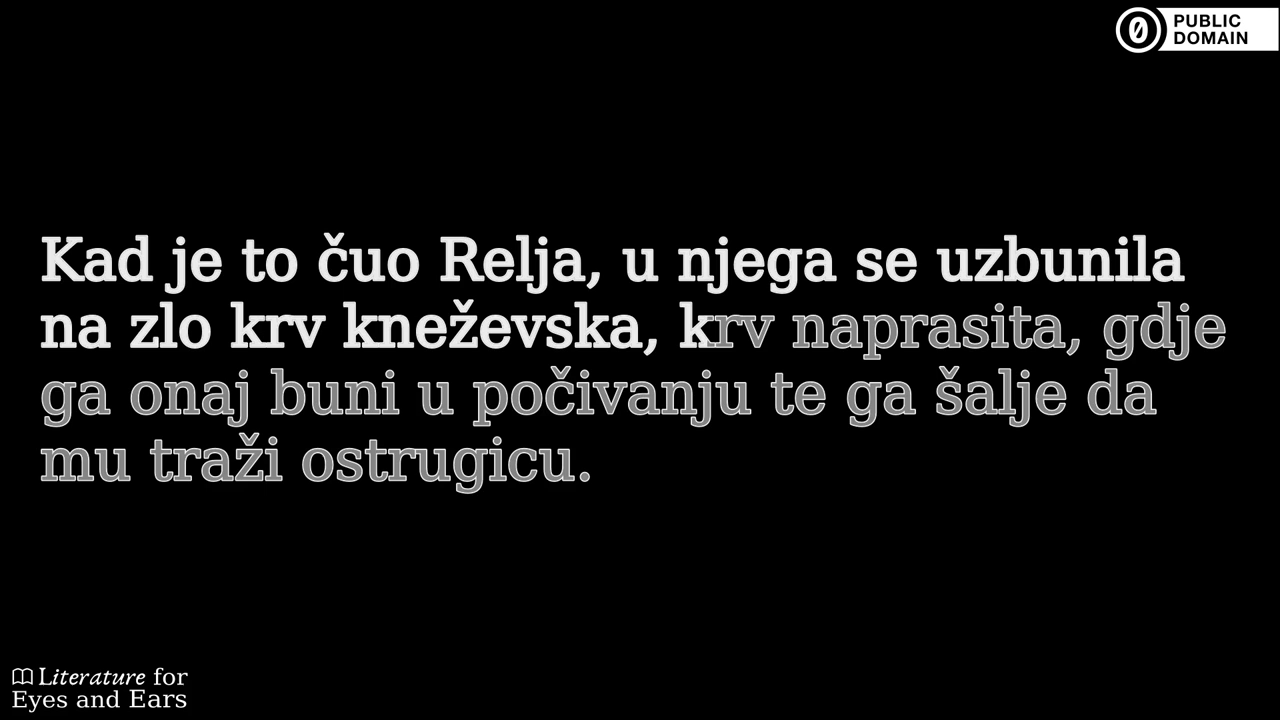 PUBLIC
DOMAIN
Kad je to čuo Relja, u njega se uzbunila
na zlo krv kneževska, krv naprasita, gdje
ga onaj buni u počivanju te ga šalje da
mu traži ostrugicu.
Literature for
Eyes and Ears